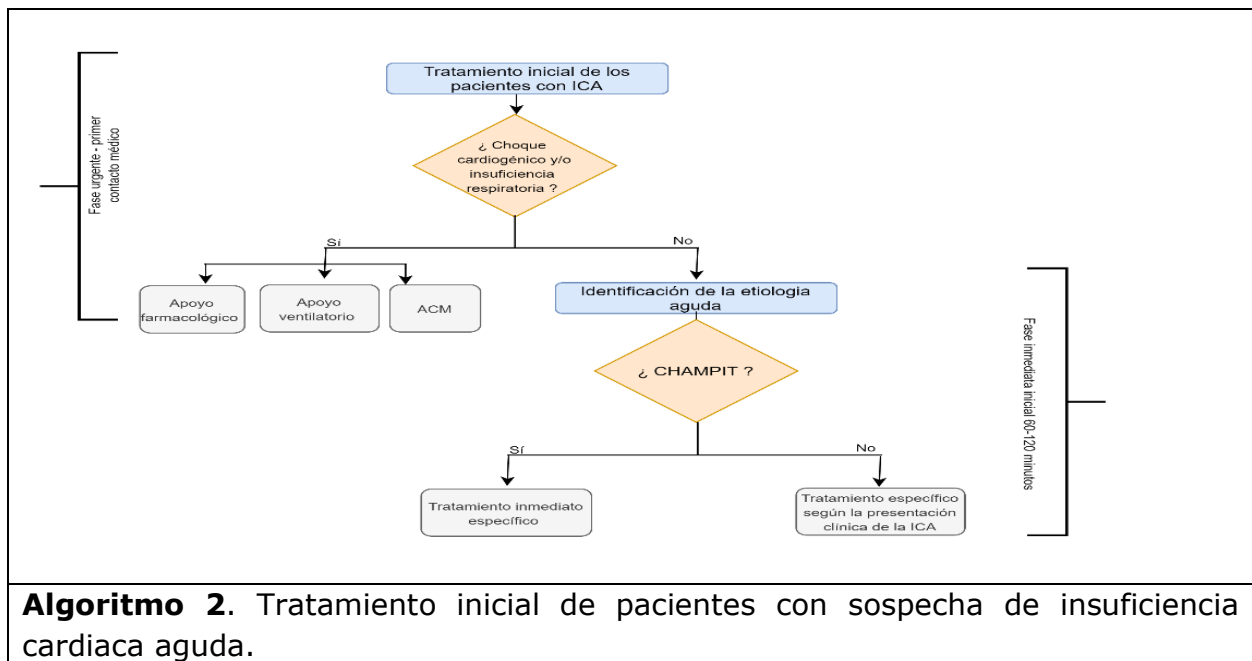 Fase urgente - primer
contacto médico
Tratamiento inicial de los
pacientes con ICA
¿ Choque
cardiogénico y/o
insuficiencia
respiratoria ?
Sí
No
Apoyo
farmacológico
Apoyo
ventilatorio
ACM
Identificación de la etiologia
aguda
¿ CHAMPIT ?
Sí
No
Tratamiento inmediato
específico
Tratamiento específico
según la presentación
clínica de la ICA
Fase inmediata inicial 60-120 minutos
Algoritmo 2. Tratamiento inicial de pacientes con sospecha de insuficiencia
cardiaca aguda.